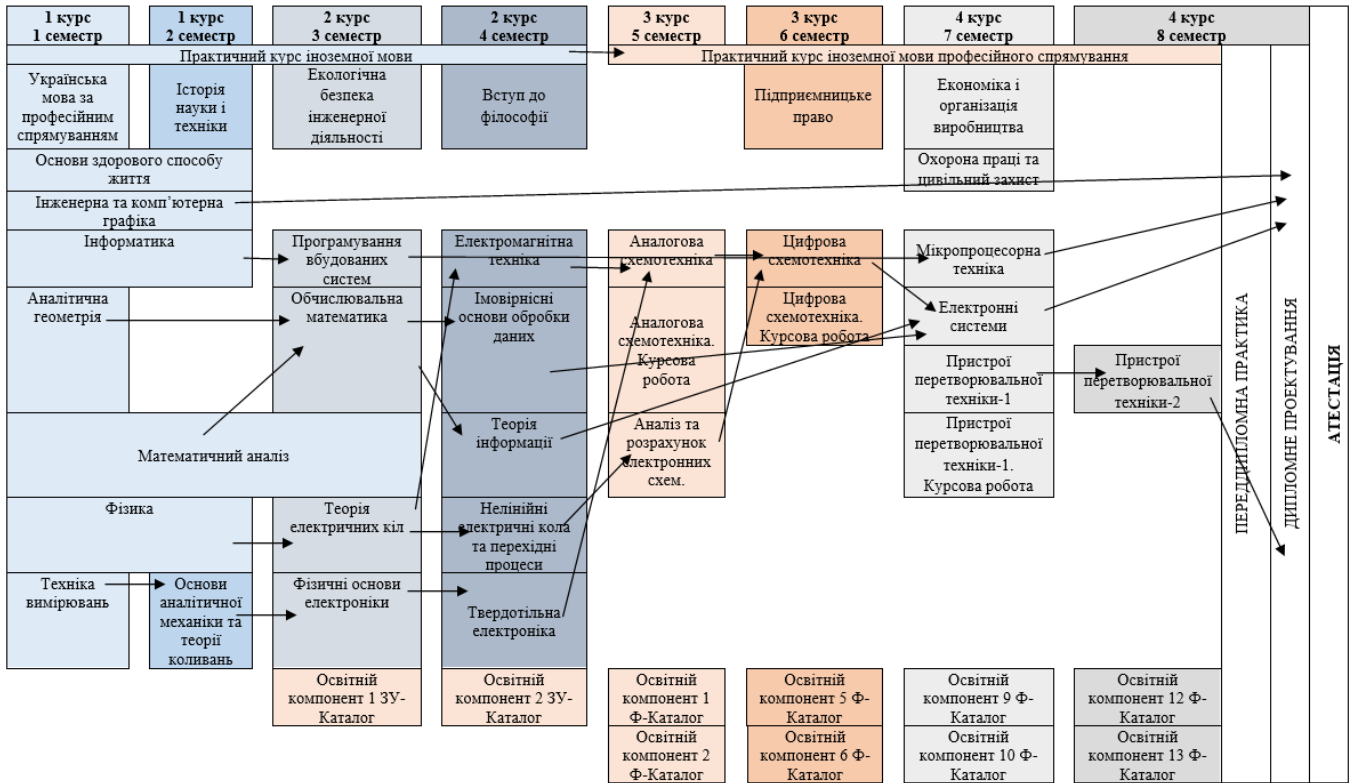 1 курс
1 семестр
1 курс
2 семестр
2 курс
3 семестр
2 курс
4 семестр
3 курс
5 семестр
3 курс
6 семестр
4 курс
7 семестр
4 курс
8 семестр
Практичний курс іноземної мови
Практичний курс іноземної мови професійного спрямування
Українська
мова за
професійним
спрямуванням
Історія
науки і
техніки
Екологічна
безпека
інженерної
діяльності
Вступ до
філософії
Підприємницьке
право
Економіка і
організація
виробництва
Основи здорового способу
життя
Охорона праці та
цивільний захист
Інженерна та комп’ютерна
графіка
Інформатика
Програмування
вбудованих
систем
Електромагнітна
техніка
Аналогова
схемотехніка
Цифрова
схемотехніка
Мікропроцесорна
техніка
Аналітична
геометрія
Обчислювальна
математика
Імовірнісні
основи обробки
даних
Аналогова
схемотехніка.
Курсова
робота
Цифрова
схемотехніка.
Курсова робота
Електронні
системи
Пристрої
перетворювальної
техніки-1
Пристрої
перетворювальної
техніки-2
Математичний аналіз
Теорія
інформації
Аналіз та
розрахунок
електронних
схем.
Пристрої
перетворювальної
техніки-1.
Курсова робота
Фізика
Теорія
електричних кіл
Нелінійні
електричні кола
та перехідні
процеси
Техніка
вимірювань
Основи
аналітичної
механіки та
теорії
коливань
Фізичні основи
електроніки
Твердотільна
електроніка
Освітній
компонент 1 ЗУ-
Каталог
Освітній
компонент 2 ЗУ-
Каталог
Освітній
компонент 1
Ф-Каталог
Освітній
компонент 5 Ф-
Каталог
Освітній
компонент 9 Ф-
Каталог
Освітній
компонент 12 Ф-
Каталог
Освітній
компонент 2
Ф-Каталог
Освітній
компонент 6 Ф-
Каталог
Освітній
компонент 10 Ф-
Каталог
Освітній
компонент 13 Ф-
Каталог
ПЕРЕДДИПЛОМНА ПРАКТИКА
ДИПЛОМНЕ ПРОЕКТУВАННЯ
АТЕСТАЦІЯ